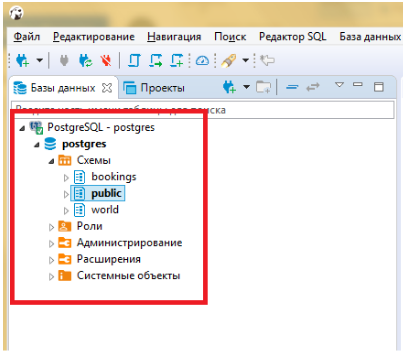 Файл Редактирование Навигация Поиск Редактор SQL База данных
Базы данных Проекты
Введите часть имени таблицы для поиска
PostgreSQL - postgres
postgres
Схемы
bookings
public
world
Роли
Администрирование
Расширения
Системные объекты